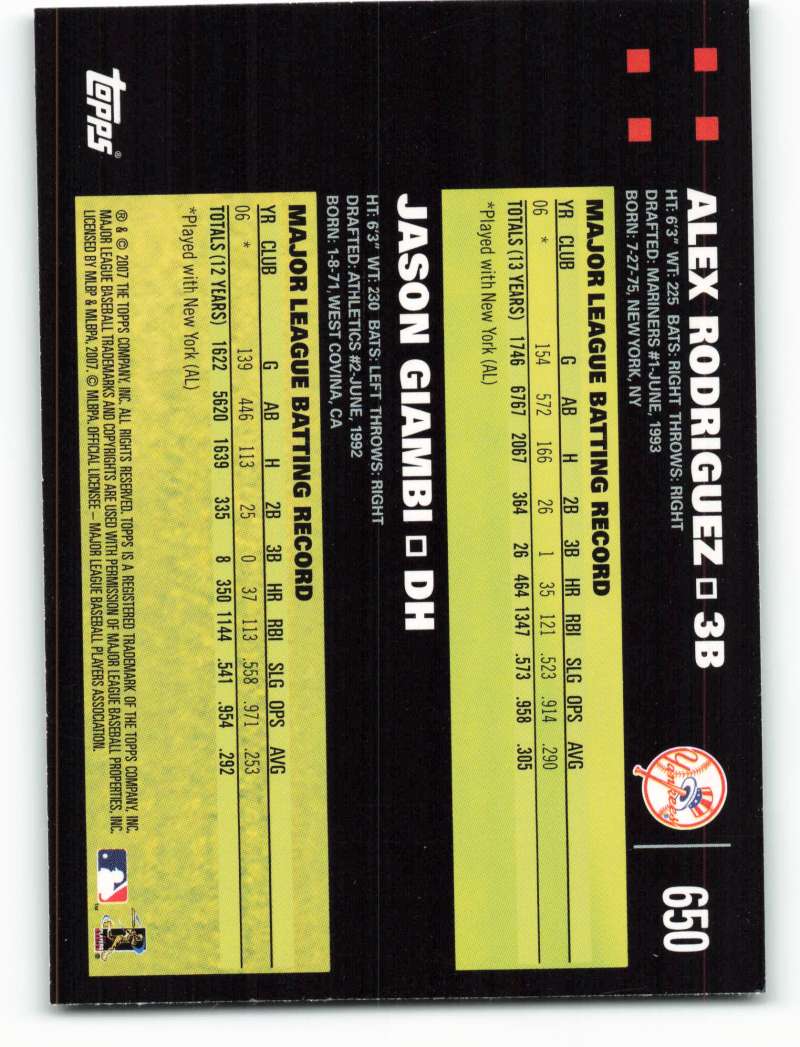 ALEX RODRIGUEZ □ 3B
Yankees
650
HT: 6'3" WT: 225 BATS: RIGHT THROWS: RIGHT
DRAFTED: MARINERS #1-JUNE, 1993
BORN: 7-27-75, NEW YORK, NY
MAJOR LEAGUE BATTING RECORD
YR CLUB G AB H 2B 3B HR RBI SLG OPS AVG
06 * 154 572 166 26 1 35 121 .523 .914 .290
TOTALS (13 YEARS) 1746 6767 2067 364 26 464 1347 .573 .958 .305
*Played with New York (AL)
JASON GIAMBI □ DH
HT: 6'3" WT: 230 BATS: LEFT THROWS: RIGHT
DRAFTED: ATHLETICS #2-JUNE, 1992
BORN: 1-8-71, WEST COVINA, CA
MAJOR LEAGUE BATTING RECORD
YR CLUB G AB H 2B 3B HR RBI SLG OPS AVG
06 * 139 446 113 25 0 37 113 .558 .971 .253
TOTALS (12 YEARS) 1622 5620 1639 335 8 350 1144 .541 .954 .292
*Played with New York (AL)
topps®
® & © 2007 THE TOPPS COMPANY, INC. ALL RIGHTS RESERVED. TOPPS IS A REGISTERED TRADEMARK OF THE TOPPS COMPANY, INC.
MAJOR LEAGUE BASEBALL TRADEMARKS AND COPYRIGHTS ARE USED WITH PERMISSION OF MAJOR LEAGUE BASEBALL PROPERTIES, INC.
LICENSED BY MLBP & MLBPA, 2007. © MLBPA, OFFICIAL LICENSEE – MAJOR LEAGUE BASEBALL PLAYERS ASSOCIATION.